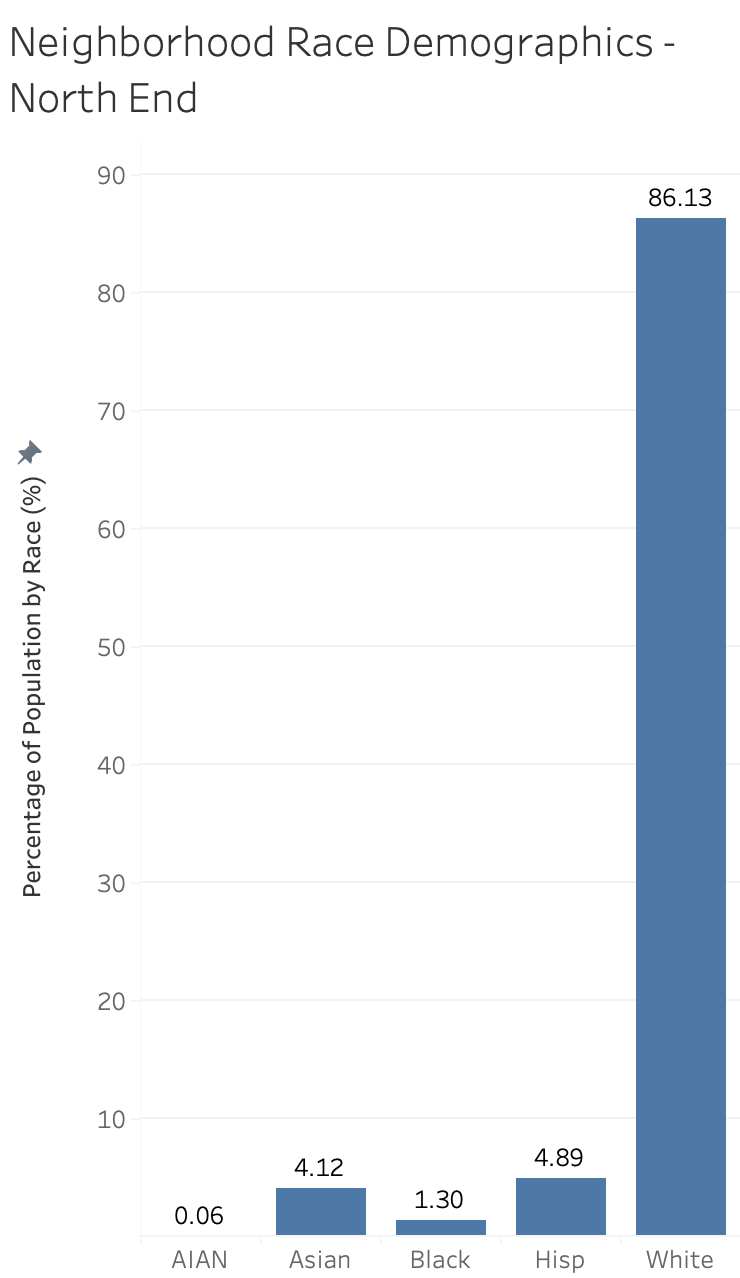 Neighborhood Race Demographics -
North End
Percentage of Population by Race (%)
90
80
70
60
50
40
30
20
10
0.06
4.12
1.30
4.89
86.13
AIAN
Asian
Black
Hisp
White